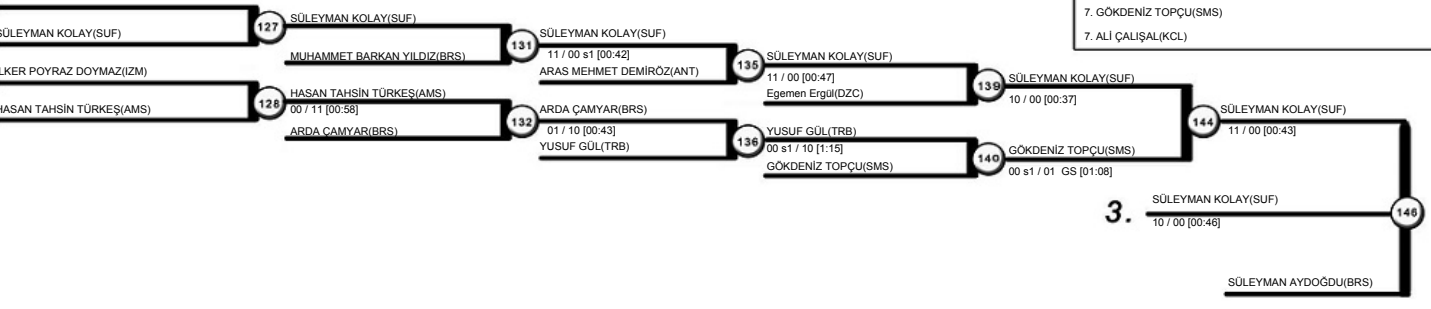 7. GÖKDENİZ TOPÇU(SMS)
7. ALİ ÇALIŞAL(KCL)
SÜLEYMAN KOLAY(SUF)
LKER POYRAZ DOYMAZ(IZM)
HASAN TAHSİN TÜRKEŞ(AMS)
127
128
SÜLEYMAN KOLAY(SUF)
MUHAMMET BARKAN YILDIZ(BRS)
HASAN TAHSİN TÜRKEŞ(AMS)
00 / 11 [00:58]
ARDA ÇAMYAR(BRS)
131
132
SÜLEYMAN KOLAY(SUF)
11 / 00 s1 [00:42]
ARAS MEHMET DEMİRÖZ(ANT)
ARDA ÇAMYAR(BRS)
01 / 10 [00:43]
YUSUF GÜL(TRB)
135
136
SÜLEYMAN KOLAY(SUF)
11 / 00 [00:47]
Egemen Ergül(DZC)
YUSUF GÜL(TRB)
00 s1 / 10 [1:15]
GÖKDENİZ TOPÇU(SMS)
139
140
SÜLEYMAN KOLAY(SUF)
10 / 00 [00:37]
GÖKDENİZ TOPÇU(SMS)
00 s1 / 01 GS [01:08]
144
SÜLEYMAN KOLAY(SUF)
11 / 00 [00:43]
3.
SÜLEYMAN KOLAY(SUF)
10 / 00 [00:46]
146
SÜLEYMAN AYDOĞDU(BRS)